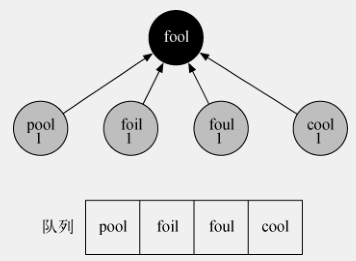 fool
pool foil foul cool
1 1 1 1
队列 pool foil foul cool